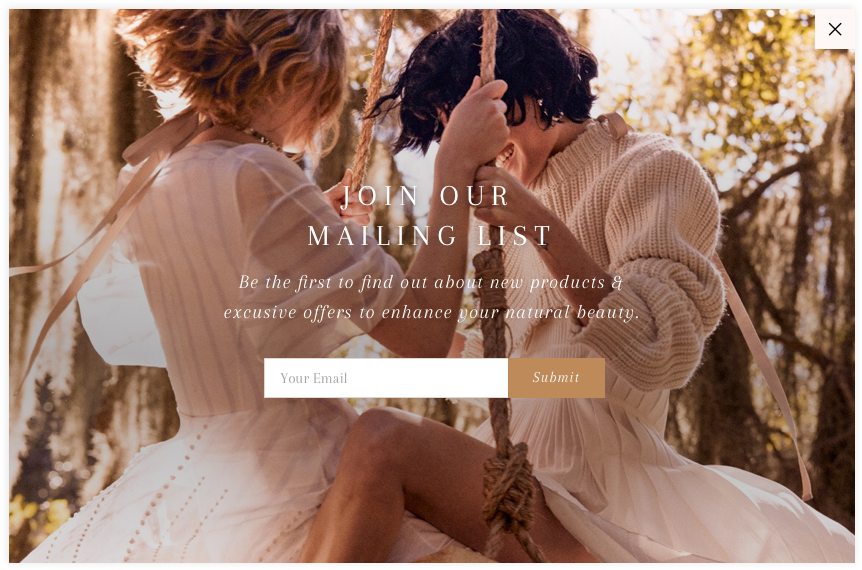 JOIN OUR
MAILING LIST
Be the first to find out about new products &
excusive offers to enhance your natural beauty.
Your Email
Submit